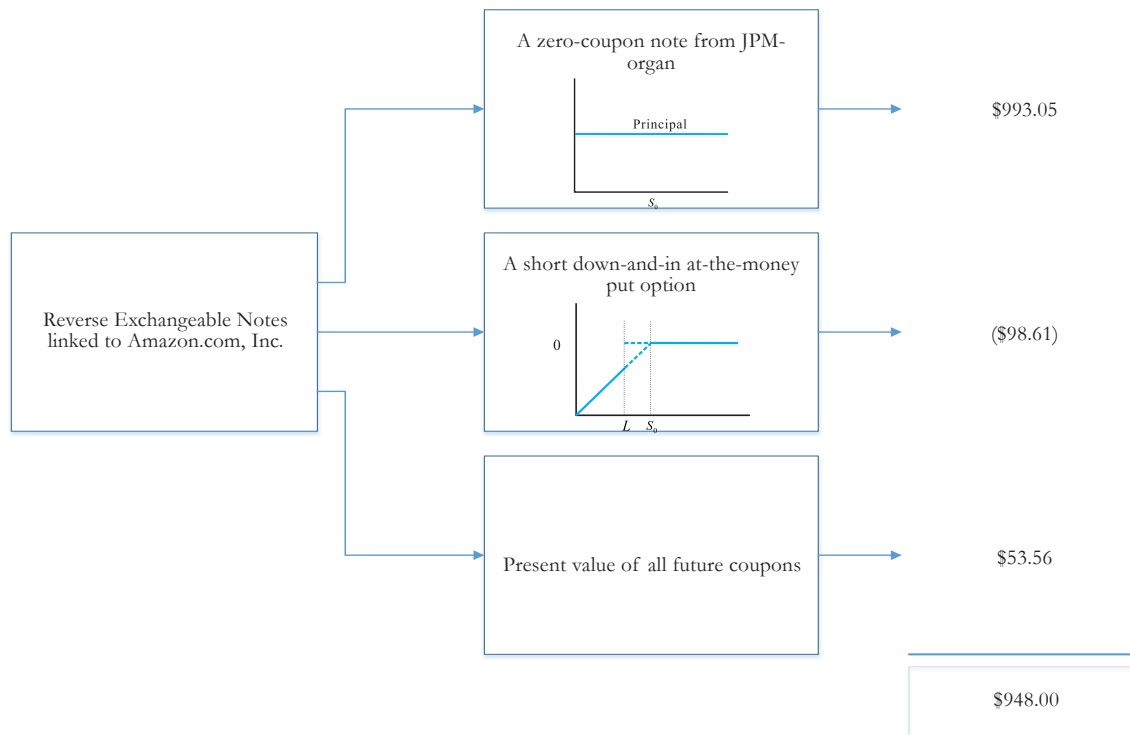 A zero-coupon note from JPM-
organ
Principal
S₀
$993.05
Reverse Exchangeable Notes
linked to Amazon.com, Inc.
A short down-and-in at-the-money
put option
0
L S₀
($98.61)
Present value of all future coupons
$53.56
$948.00